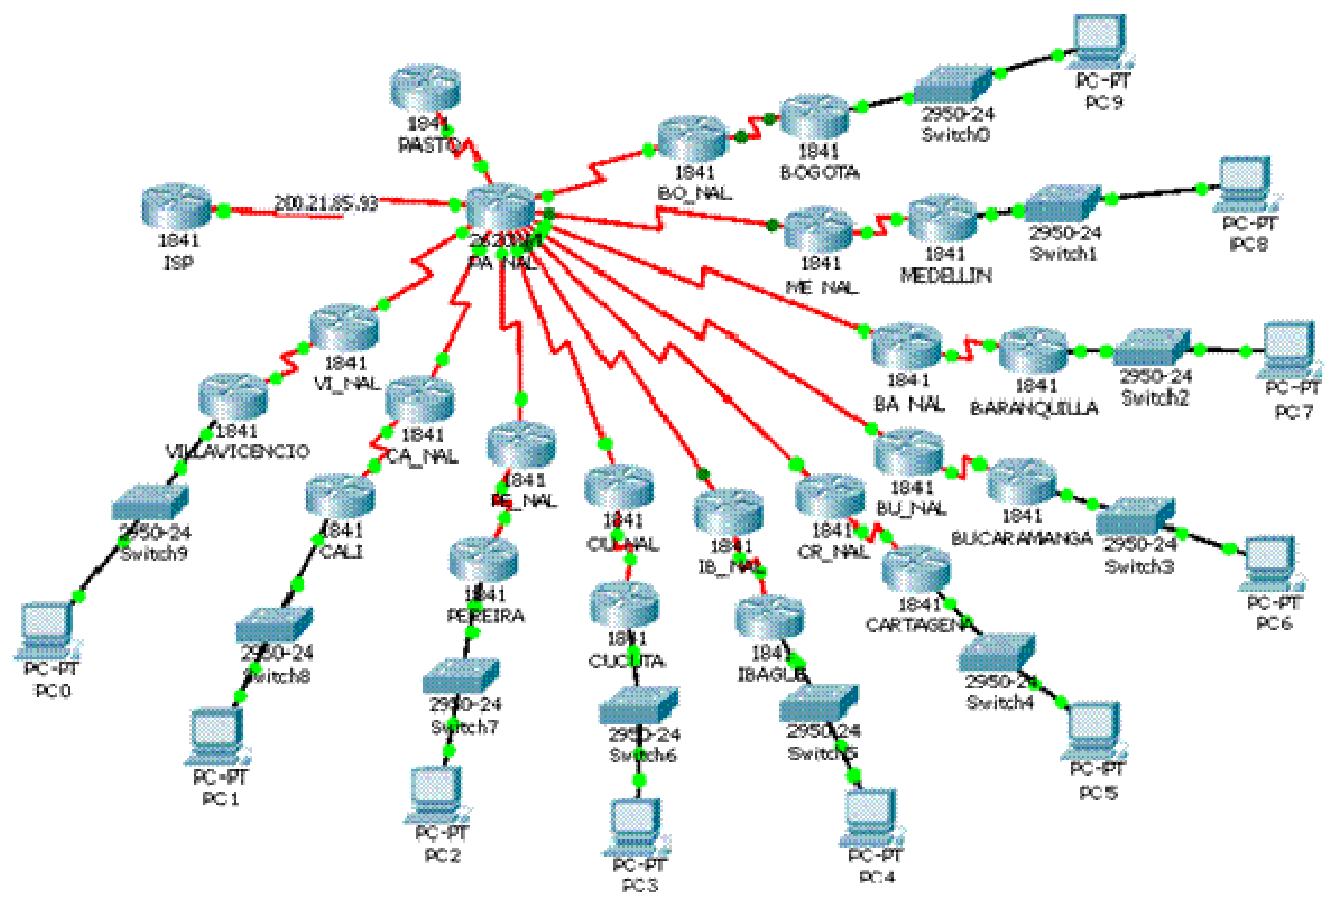 PC-PT
PC9
2950-24
Switch0
1841
BOGOTA
1841
BO_NAL
1841
PASTO
200.21.85.93
1841
ISP
PA_NAL
PC-PT
PC8
2950-24
Switch1
1841
MEDELLIN
1841
ME_NAL
1841
VI_NAL
1841
VILLAVICENCIO
2950-24
Switch9
PC-PT
PC0
1841
CA_NAL
1841
CALI
2950-24
Switch8
PC-PT
PC1
1841
PE_NAL
1841
PEREIRA
2950-24
Switch7
PC-PT
PC2
1841
CU_NAL
1841
CUCUTA
2950-24
Switch6
PC-PT
PC3
1841
IB_NAL
1841
IBAGUE
2950-24
Switch5
PC-PT
PC4
1841
CR_NAL
1841
CARTAGENA
2950-24
Switch4
PC-PT
PC5
1841
BU_NAL
1841
BUCARAMANGA
2950-24
Switch3
PC-PT
PC6
1841
BA_NAL
1841
BARANQUILLA
2950-24
Switch2
PC-PT
PC7